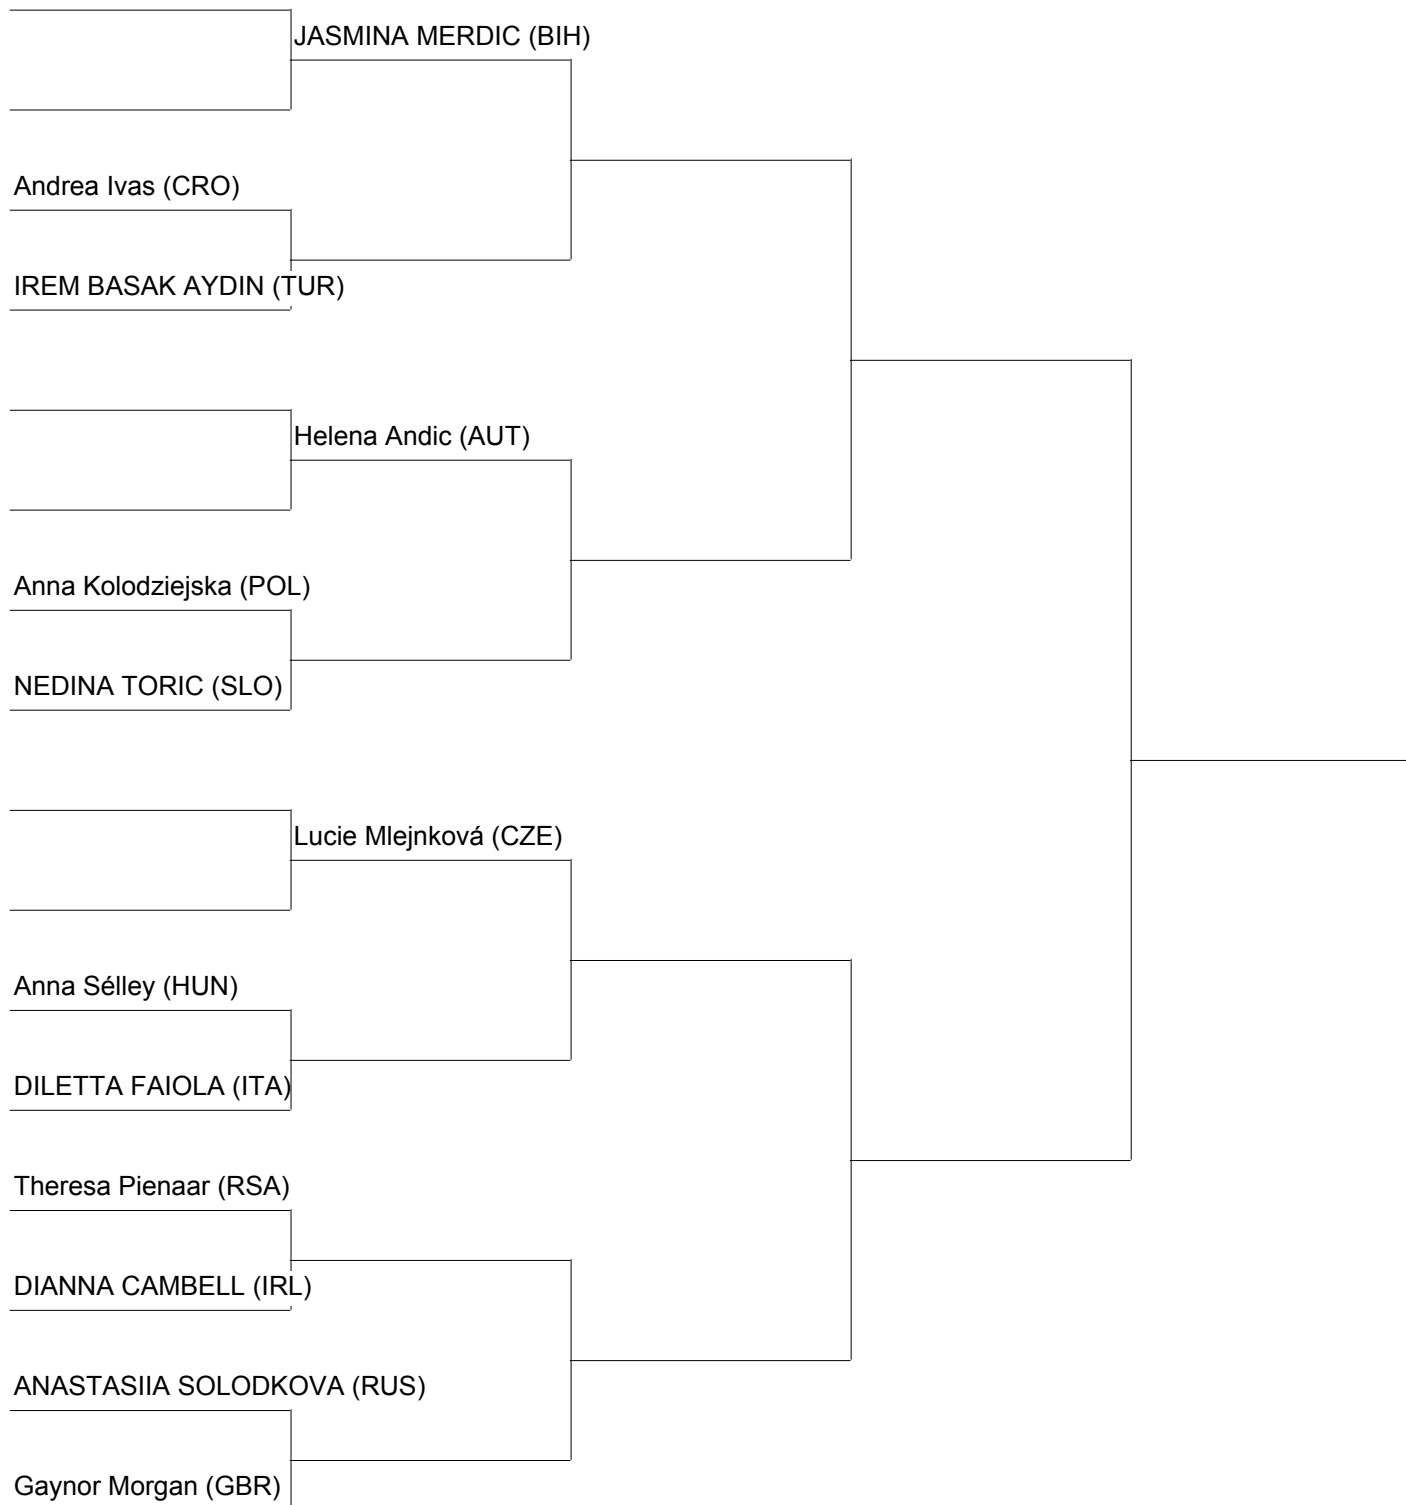 JASMINA MERDIC (BIH)
Andrea Ivas (CRO)
IREM BASAK AYDIN (TUR)
Helena Andic (AUT)
Anna Kolodziejska (POL)
NEDINA TORIC (SLO)
Lucie Mlejnková (CZE)
Anna Sélley (HUN)
DILETTA FAIOLA (ITA)
Theresa Pienaar (RSA)
DIANNA CAMBELL (IRL)
ANASTASIIA SOLODKOVA (RUS)
Gaynor Morgan (GBR)